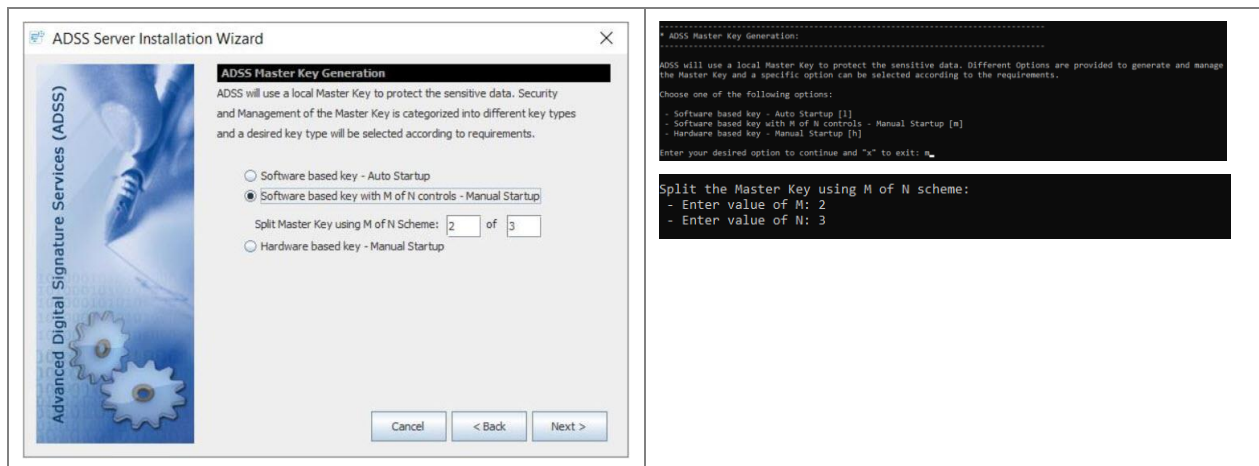 ADSS Server Installation Wizard
Advanced Digital Signature Services (ADSS)
ADSS Master Key Generation
ADSS will use a local Master Key to protect the sensitive data. Security
and Management of the Master Key is categorized into different key types
and a desired key type will be selected according to requirements.
Software based key - Auto Startup
Software based key with M of N controls - Manual Startup
Split Master Key using M of N Scheme: 2 of 3
Hardware based key - Manual Startup
Cancel < Back Next >
--------------------------------------------------------------------------------
* ADSS Master Key Generation:
--------------------------------------------------------------------------------
ADSS will use a local Master Key to protect the sensitive data. Different Options are provided to generate and manage
the Master Key and a specific option can be selected according to the requirements.
Choose one of the following options:
- Software based key - Auto Startup [l]
- Software based key with M of N controls - Manual Startup [m]
- Hardware based key - Manual Startup [h]
Enter your desired option to continue and "x" to exit: m
Split the Master Key using M of N scheme:
- Enter value of M: 2
- Enter value of N: 3